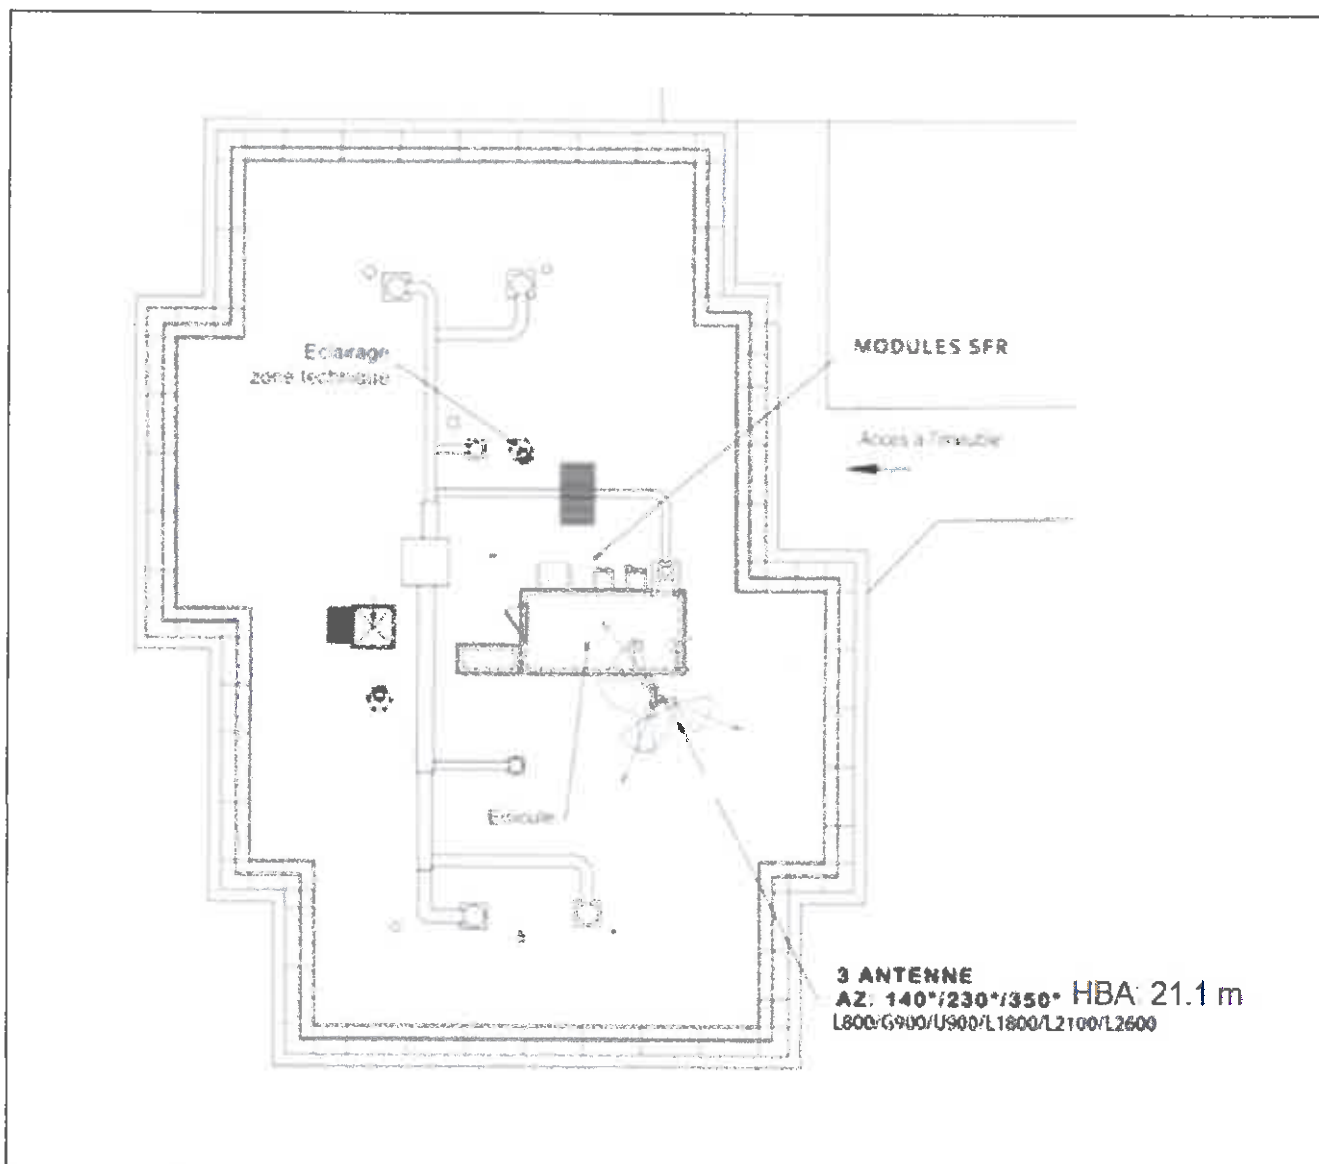 Eclairage
zone technique
MODULES SFR
Acces a l'meuble
Edicule
3 ANTENNE
AZ: 140°/230°/350° HBA: 21.1 m
L800/G900/U900/L1800/L2100/L2600